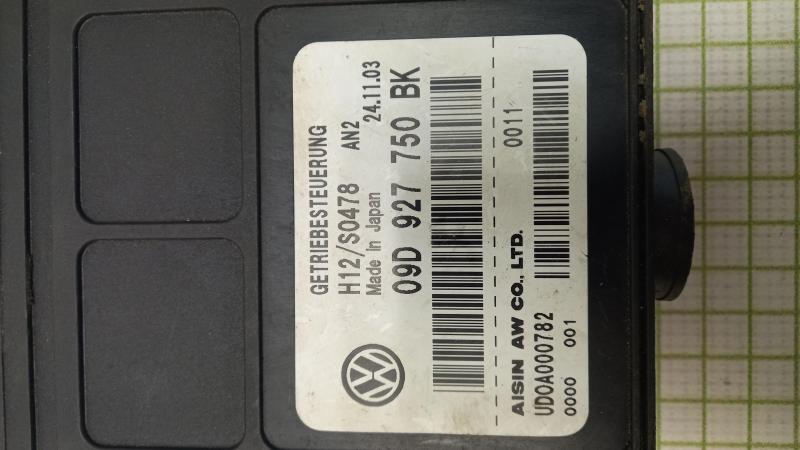 GETRIEBESTEUERUNG
H12/S0478 AN2
Made In Japan 24.11.03
09D 927 750 BK
AISIN AW CO., LTD. 0011
UD0A000782
0000 001